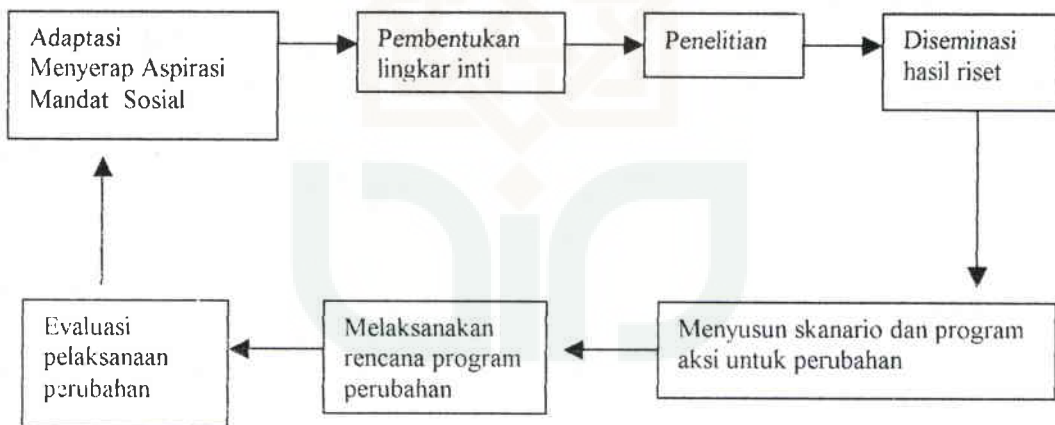 Adaptasi
Menyerap Aspirasi
Mandat Sosial
Pembentukan
lingkar inti
Penelitian
Diseminasi
hasil riset
Menyusun skanario dan program
aksi untuk perubahan
Melaksanakan
rencana program
perubahan
Evaluasi
pelaksanaan
perubahan